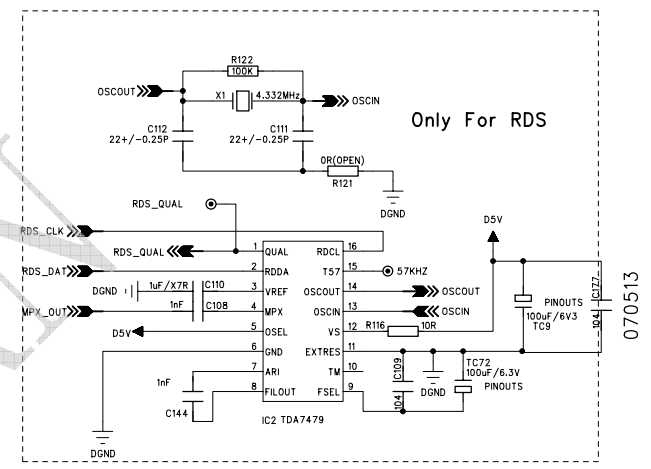 R122
100K
OSCOUT
X1
4.332MHz
OSCIN
Only For RDS
C112
22+/-0.25P
C111
22+/-0.25P
0R(OPEN)
R121
DGND
RDS_QUAL
D5V
RDS_CLK
RDS_QUAL
1 QUAL RDCL 16
RDS_DAT
2 RDDA T57 15 57KHZ
DGND 1uF/X7R C110 3 VREF OSCOUT 14 OSCOUT
1nF C108
MPX_OUT 4 MPX OSCIN 13 OSCIN
D5V 5 OSEL VS 12 R116 10R
6 GND EXTRES 11
7 ARI TM 10
8 FILOUT FSEL 9
1nF
C144
IC2 TDA7479
DGND
C109
104
DGND
TC72
100uF/6.3V
PINOUTS
PINOUTS
100uF/6V3
TC9
C177
104
070513